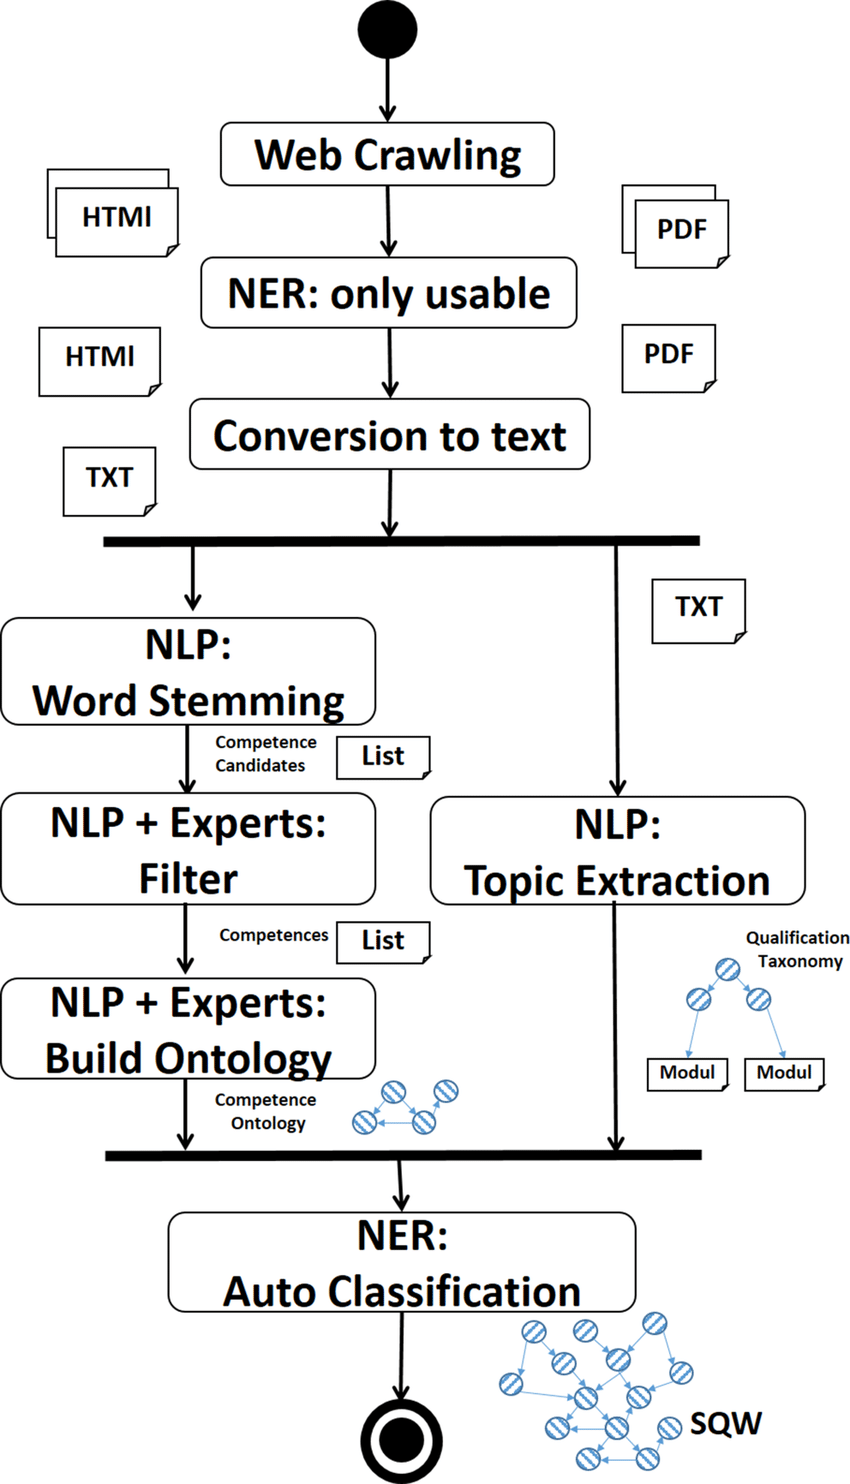 Web Crawling
HTMl
PDF
NER: only usable
HTMl
PDF
Conversion to text
TXT
TXT
NLP:
Word Stemming
Competence
Candidates
List
NLP + Experts:
Filter
NLP:
Topic Extraction
Competences
List
Qualification
Taxonomy
NLP + Experts:
Build Ontology
Modul
Modul
Competence
Ontology
NER:
Auto Classification
SQW